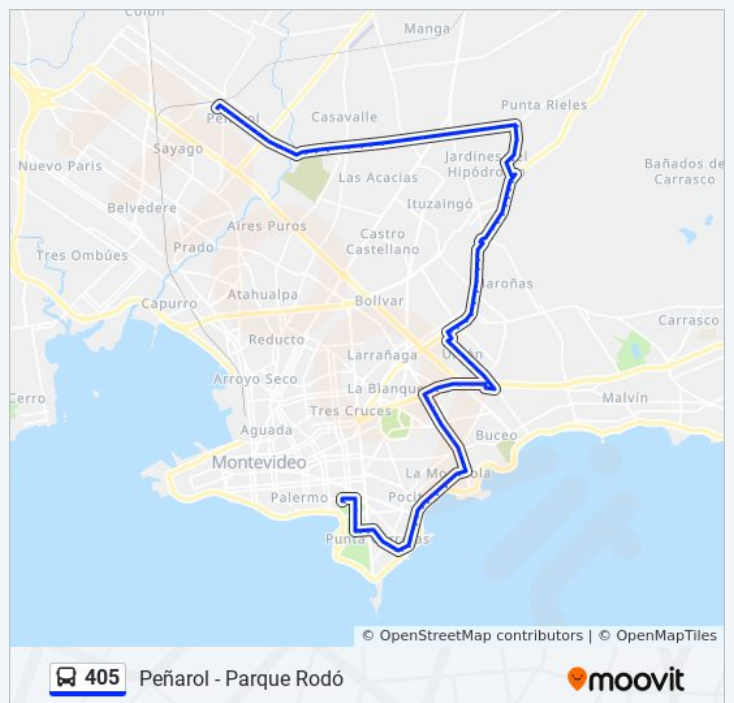 Colón
Manga
Punta Rieles
Peñarol
Casavalle
Sayago
Jardines del
Hipódromo
Bañados de
Carrasco
Nuevo París
Las Acacias
Belvedere
Ituzaingó
Aires Puros
Castro
Castellano
Prado
Tres Ombúes
Maroñas
Atahualpa
Capurro
Bolívar
Carrasco
Reducto
Larrañaga
Unión
Arroyo Seco
La Blanqueada
Cerro
Malvín
Tres Cruces
Aguada
Buceo
Montevideo
La Mondiola
Palermo
Pocitos
Punta Carretas
© OpenStreetMap contributors | © OpenMapTiles
405 Peñarol - Parque Rodó
moovit